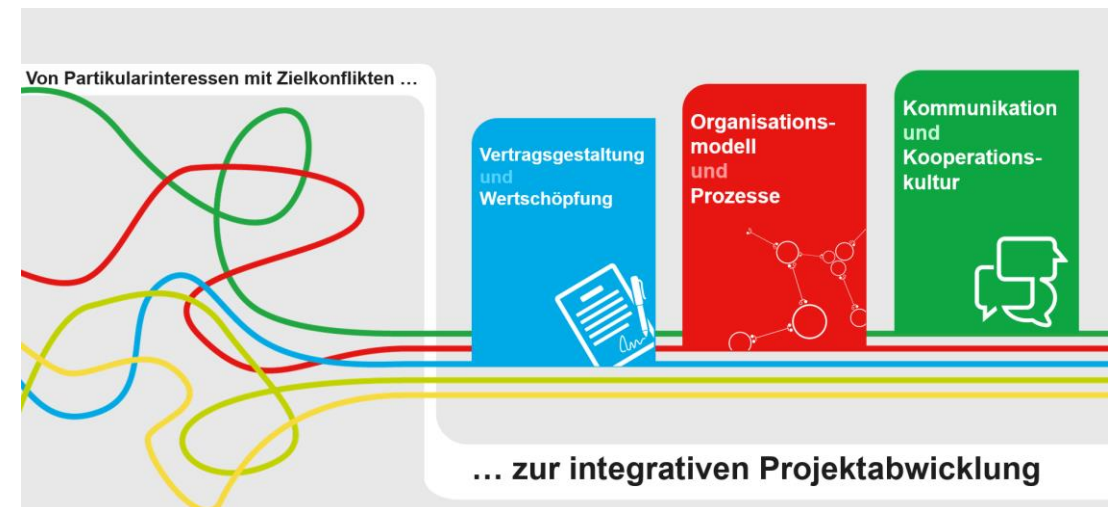 Von Partikularinteressen mit Zielkonflikten ...
Vertragsgestaltung
und
Wertschöpfung
Organisations-
modell
und
Prozesse
Kommunikation
und
Kooperations-
kultur
... zur integrativen Projektabwicklung